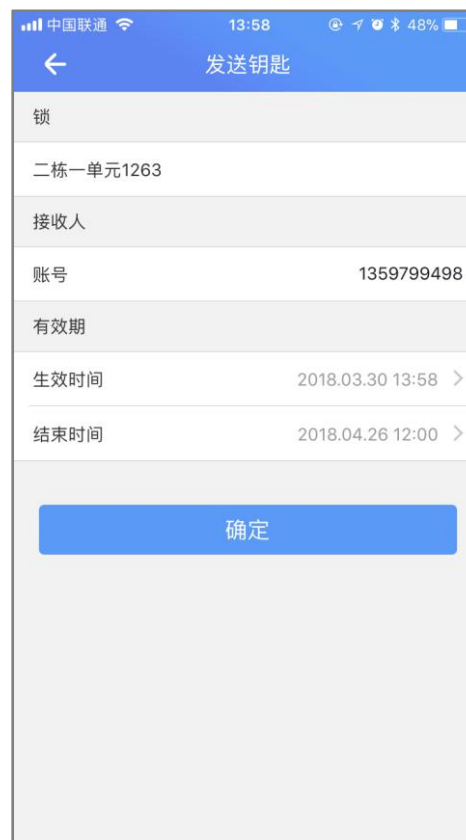 中国联通 13:58 48%
发送钥匙
锁
二栋一单元1263
接收人
账号 1359799498
有效期
生效时间 2018.03.30 13:58
结束时间 2018.04.26 12:00
确定